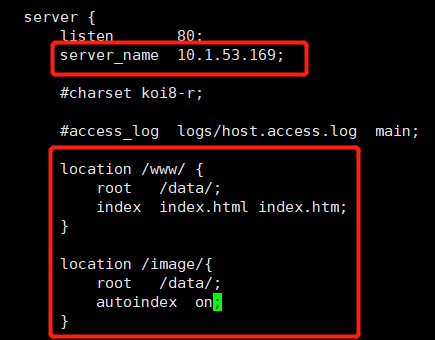 server {
listen 80;
server_name 10.1.53.169;
#charset koi8-r;
#access_log logs/host.access.log main;
location /www/ {
root /data/;
index index.html index.htm;
}
location /image/{
root /data/;
autoindex on;
}